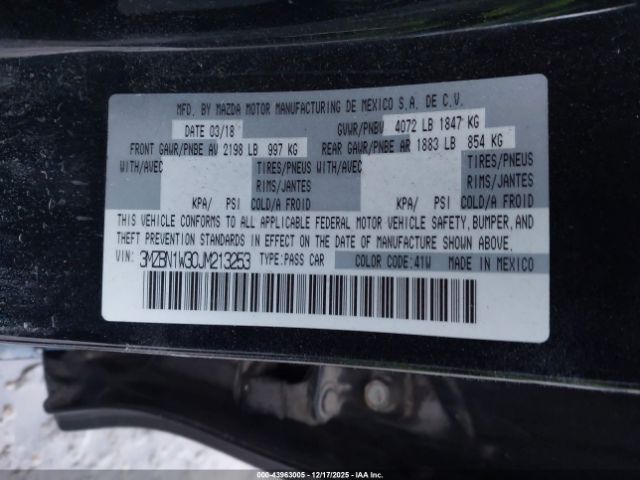 MFD. BY MAZDA MOTOR MANUFACTURING DE MEXICO S.A. DE C.V.
DATE 03/18 GVWR/PNBV 4072 LB 1847 KG
FRONT GAWR/PNBE AV 2198 LB 997 KG REAR GAWR/PNBE AR 1883 LB 854 KG
WITH/AVEC TIRES/PNEUS WITH/AVEC TIRES/PNEUS
RIMS/JANTES RIMS/JANTES
KPA/ PSI COLD/A FROID KPA/ PSI COLD/A FROID
THIS VEHICLE CONFORMS TO ALL APPLICABLE FEDERAL MOTOR VEHICLE SAFETY, BUMPER, AND
THEFT PREVENTION STANDARDS IN EFFECT ON THE DATE OF MANUFACTURE SHOWN ABOVE.
VIN: 3MZBN1W30JM213253 TYPE:PASS CAR COLOR CODE:41W MADE IN MEXICO
000-43963005 - 12/17/2025 - IAAI, Inc.